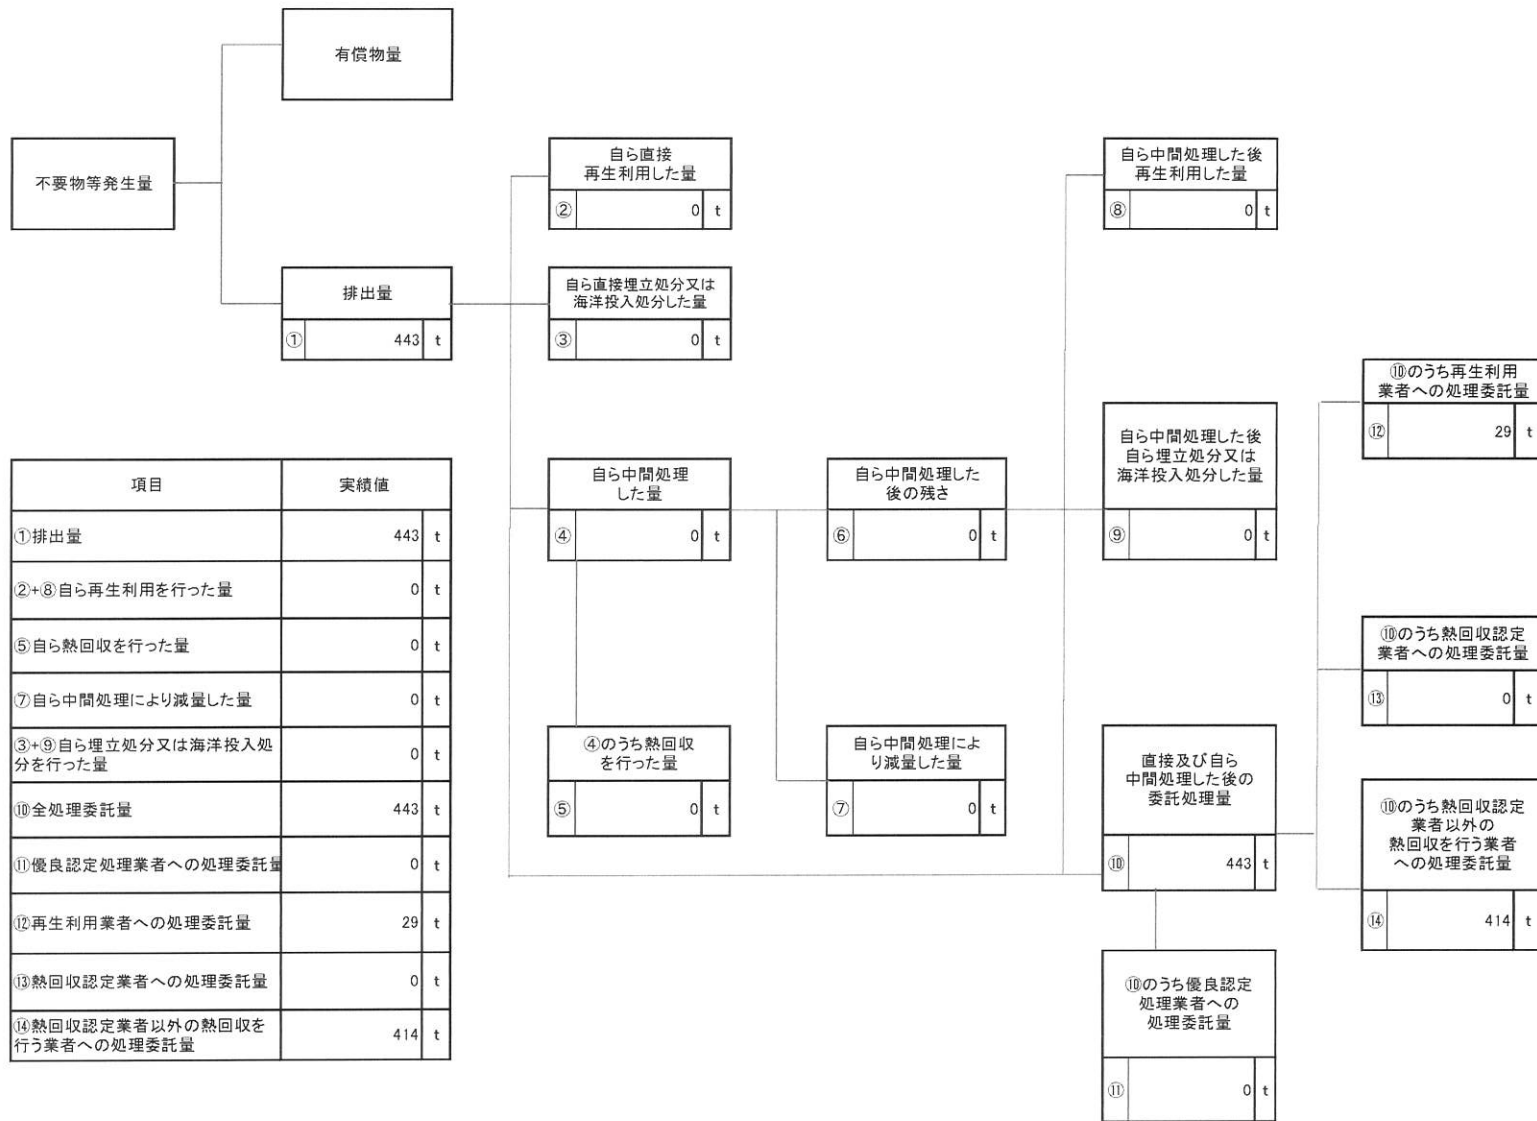 有償物量
不要物等発生量
排出量
① 443 t
自ら直接
再生利用した量
② 0 t
自ら直接埋立処分又は
海洋投入処分した量
③ 0 t
自ら中間処理
した量
④ 0 t
④のうち熱回収
を行った量
⑤ 0 t
自ら中間処理した
後の残さ
⑥ 0 t
自ら中間処理によ
り減量した量
⑦ 0 t
自ら中間処理した後
再生利用した量
⑧ 0 t
自ら中間処理した後
自ら埋立処分又は
海洋投入処分した量
⑨ 0 t
直接及び自ら
中間処理した後の
委託処理量
⑩ 443 t
⑩のうち優良認定
処理業者への
処理委託量
⑪ 0 t
⑩のうち再生利用
業者への処理委託量
⑫ 29 t
⑩のうち熱回収認定
業者への処理委託量
⑬ 0 t
⑩のうち熱回収認定
業者以外の
熱回収を行う業者
への処理委託量
⑭ 414 t
項目 実績値
①排出量 443 t
②+⑧自ら再生利用を行った量 0 t
⑤自ら熱回収を行った量 0 t
⑦自ら中間処理により減量した量 0 t
③+⑨自ら埋立処分又は海洋投入処
分を行った量 0 t
⑩全処理委託量 443 t
⑪優良認定処理業者への処理委託量 0 t
⑫再生利用業者への処理委託量 29 t
⑬熱回収認定業者への処理委託量 0 t
⑭熱回収認定業者以外の熱回収を
行う業者への処理委託量 414 t